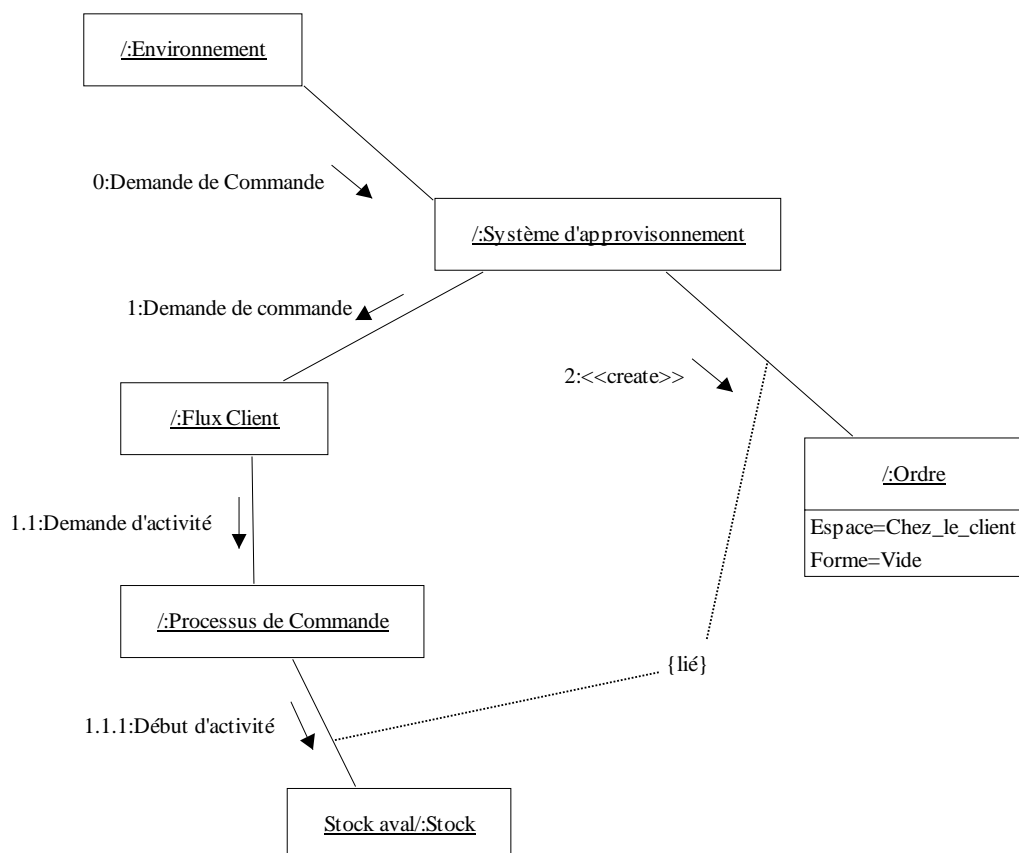 /:Environnement
0:Demande de Commande
/:Système d'approvisonnement
1:Demande de commande
2:<<create>>
/:Flux Client
/:Ordre
Espace=Chez_le_client
Forme=Vide
1.1:Demande d'activité
/:Processus de Commande
{lié}
1.1.1:Début d'activité
Stock aval/:Stock